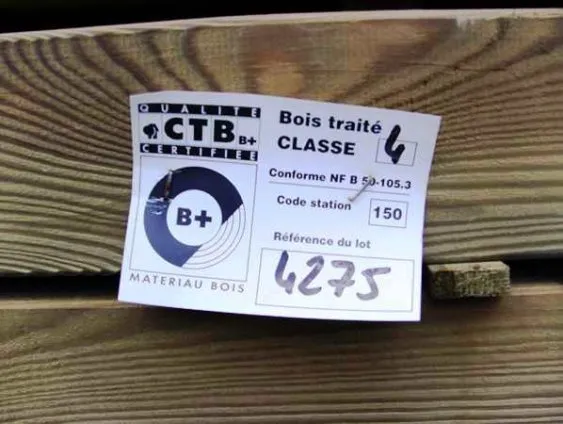 QUALITE
CTB B+
CERTIFIEE
B+
MATERIAU BOIS
Bois traité
CLASSE 4
Conforme NF B 50-105.3
Code station 150
Référence du lot
4275